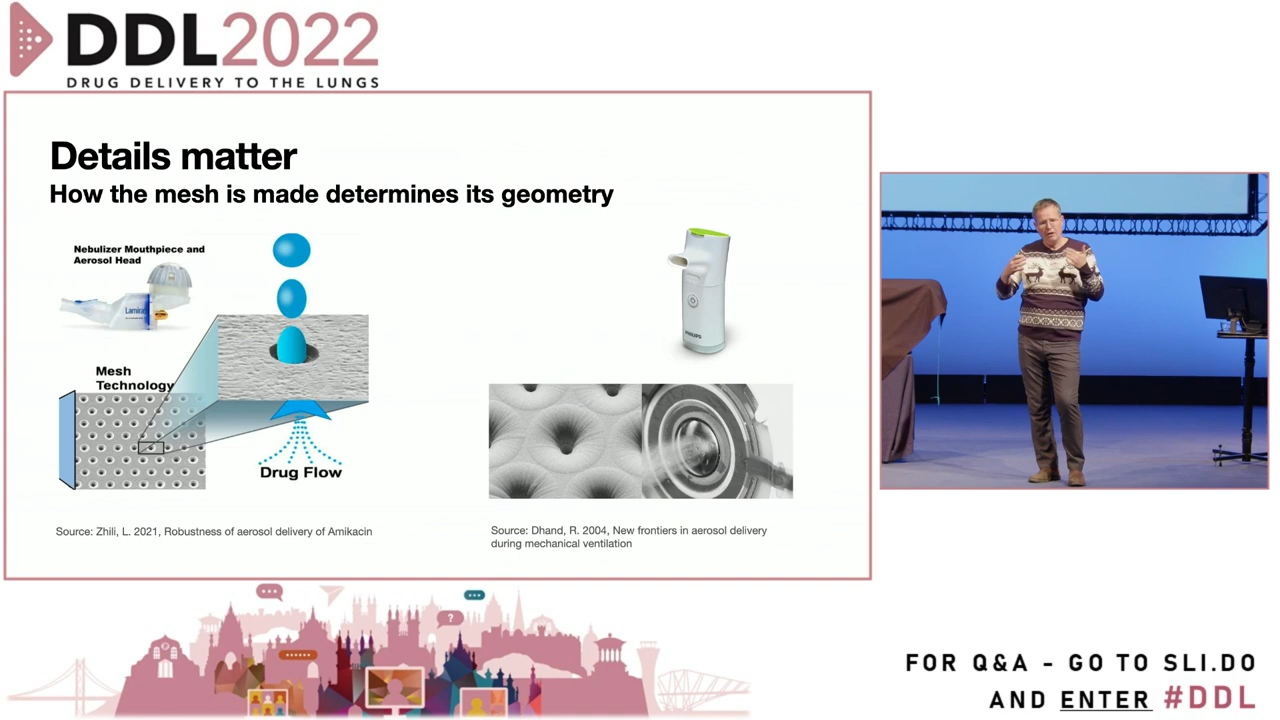 DDL2022
DRUG DELIVERY TO THE LUNGS
Details matter
How the mesh is made determines its geometry
Nebulizer Mouthpiece and
Aerosol Head
Mesh
Technology
Drug Flow
PHILIPS
Source: Zhili, L. 2021, Robustness of aerosol delivery of Amikacin
Source: Dhand, R. 2004, New frontiers in aerosol delivery
during mechanical ventilation
?
FOR Q&A - GO TO SLI.DO
AND ENTER #DDL